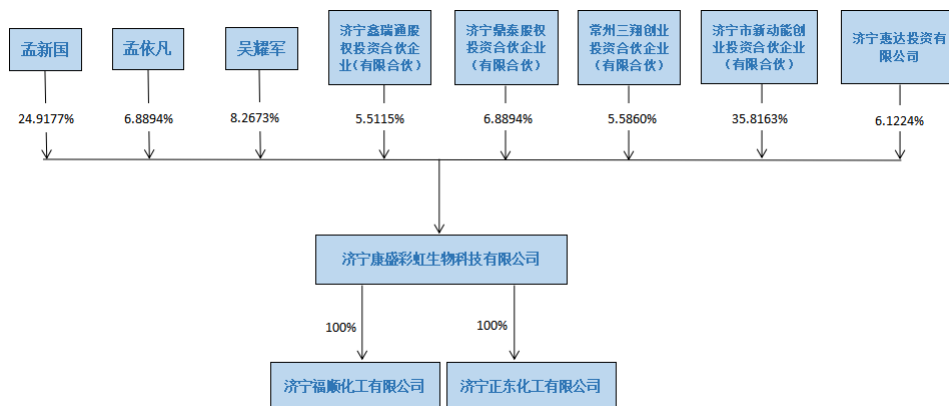 孟新国
孟依凡
吴耀军
济宁鑫瑞通股
权投资合伙企
业(有限合伙)
济宁鼎泰股权
投资合伙企业
(有限合伙)
常州三翔创业
投资合伙企业
(有限合伙)
济宁市新动能创
业投资合伙企业
(有限合伙)
济宁惠达投资有
限公司
24.9177%
6.8894%
8.2673%
5.5115%
6.8894%
5.5860%
35.8163%
6.1224%
济宁康盛彩虹生物科技有限公司
100%
100%
济宁福顺化工有限公司
济宁正东化工有限公司